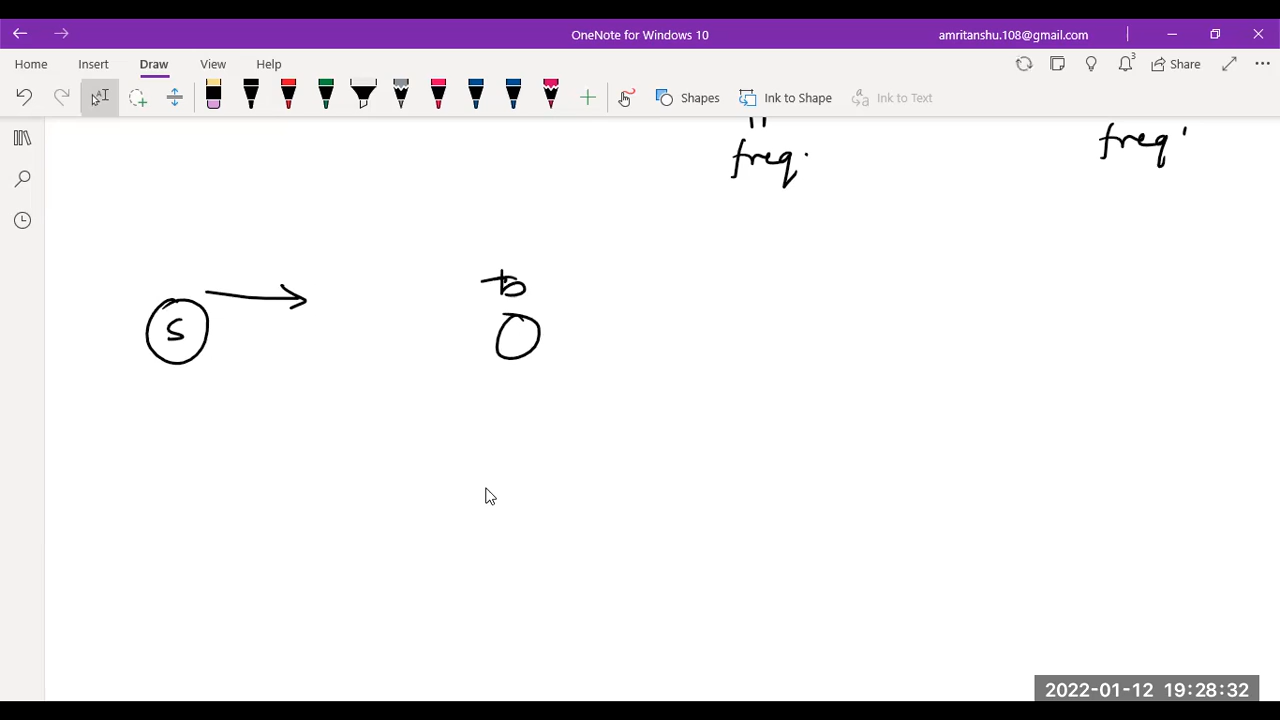 OneNote for Windows 10
amritanshu.108@gmail.com
Home Insert Draw View Help
3
Share
Shapes
Ink to Shape
Ink to Text
freq.
freq'
S
2022-01-12 19:28:32